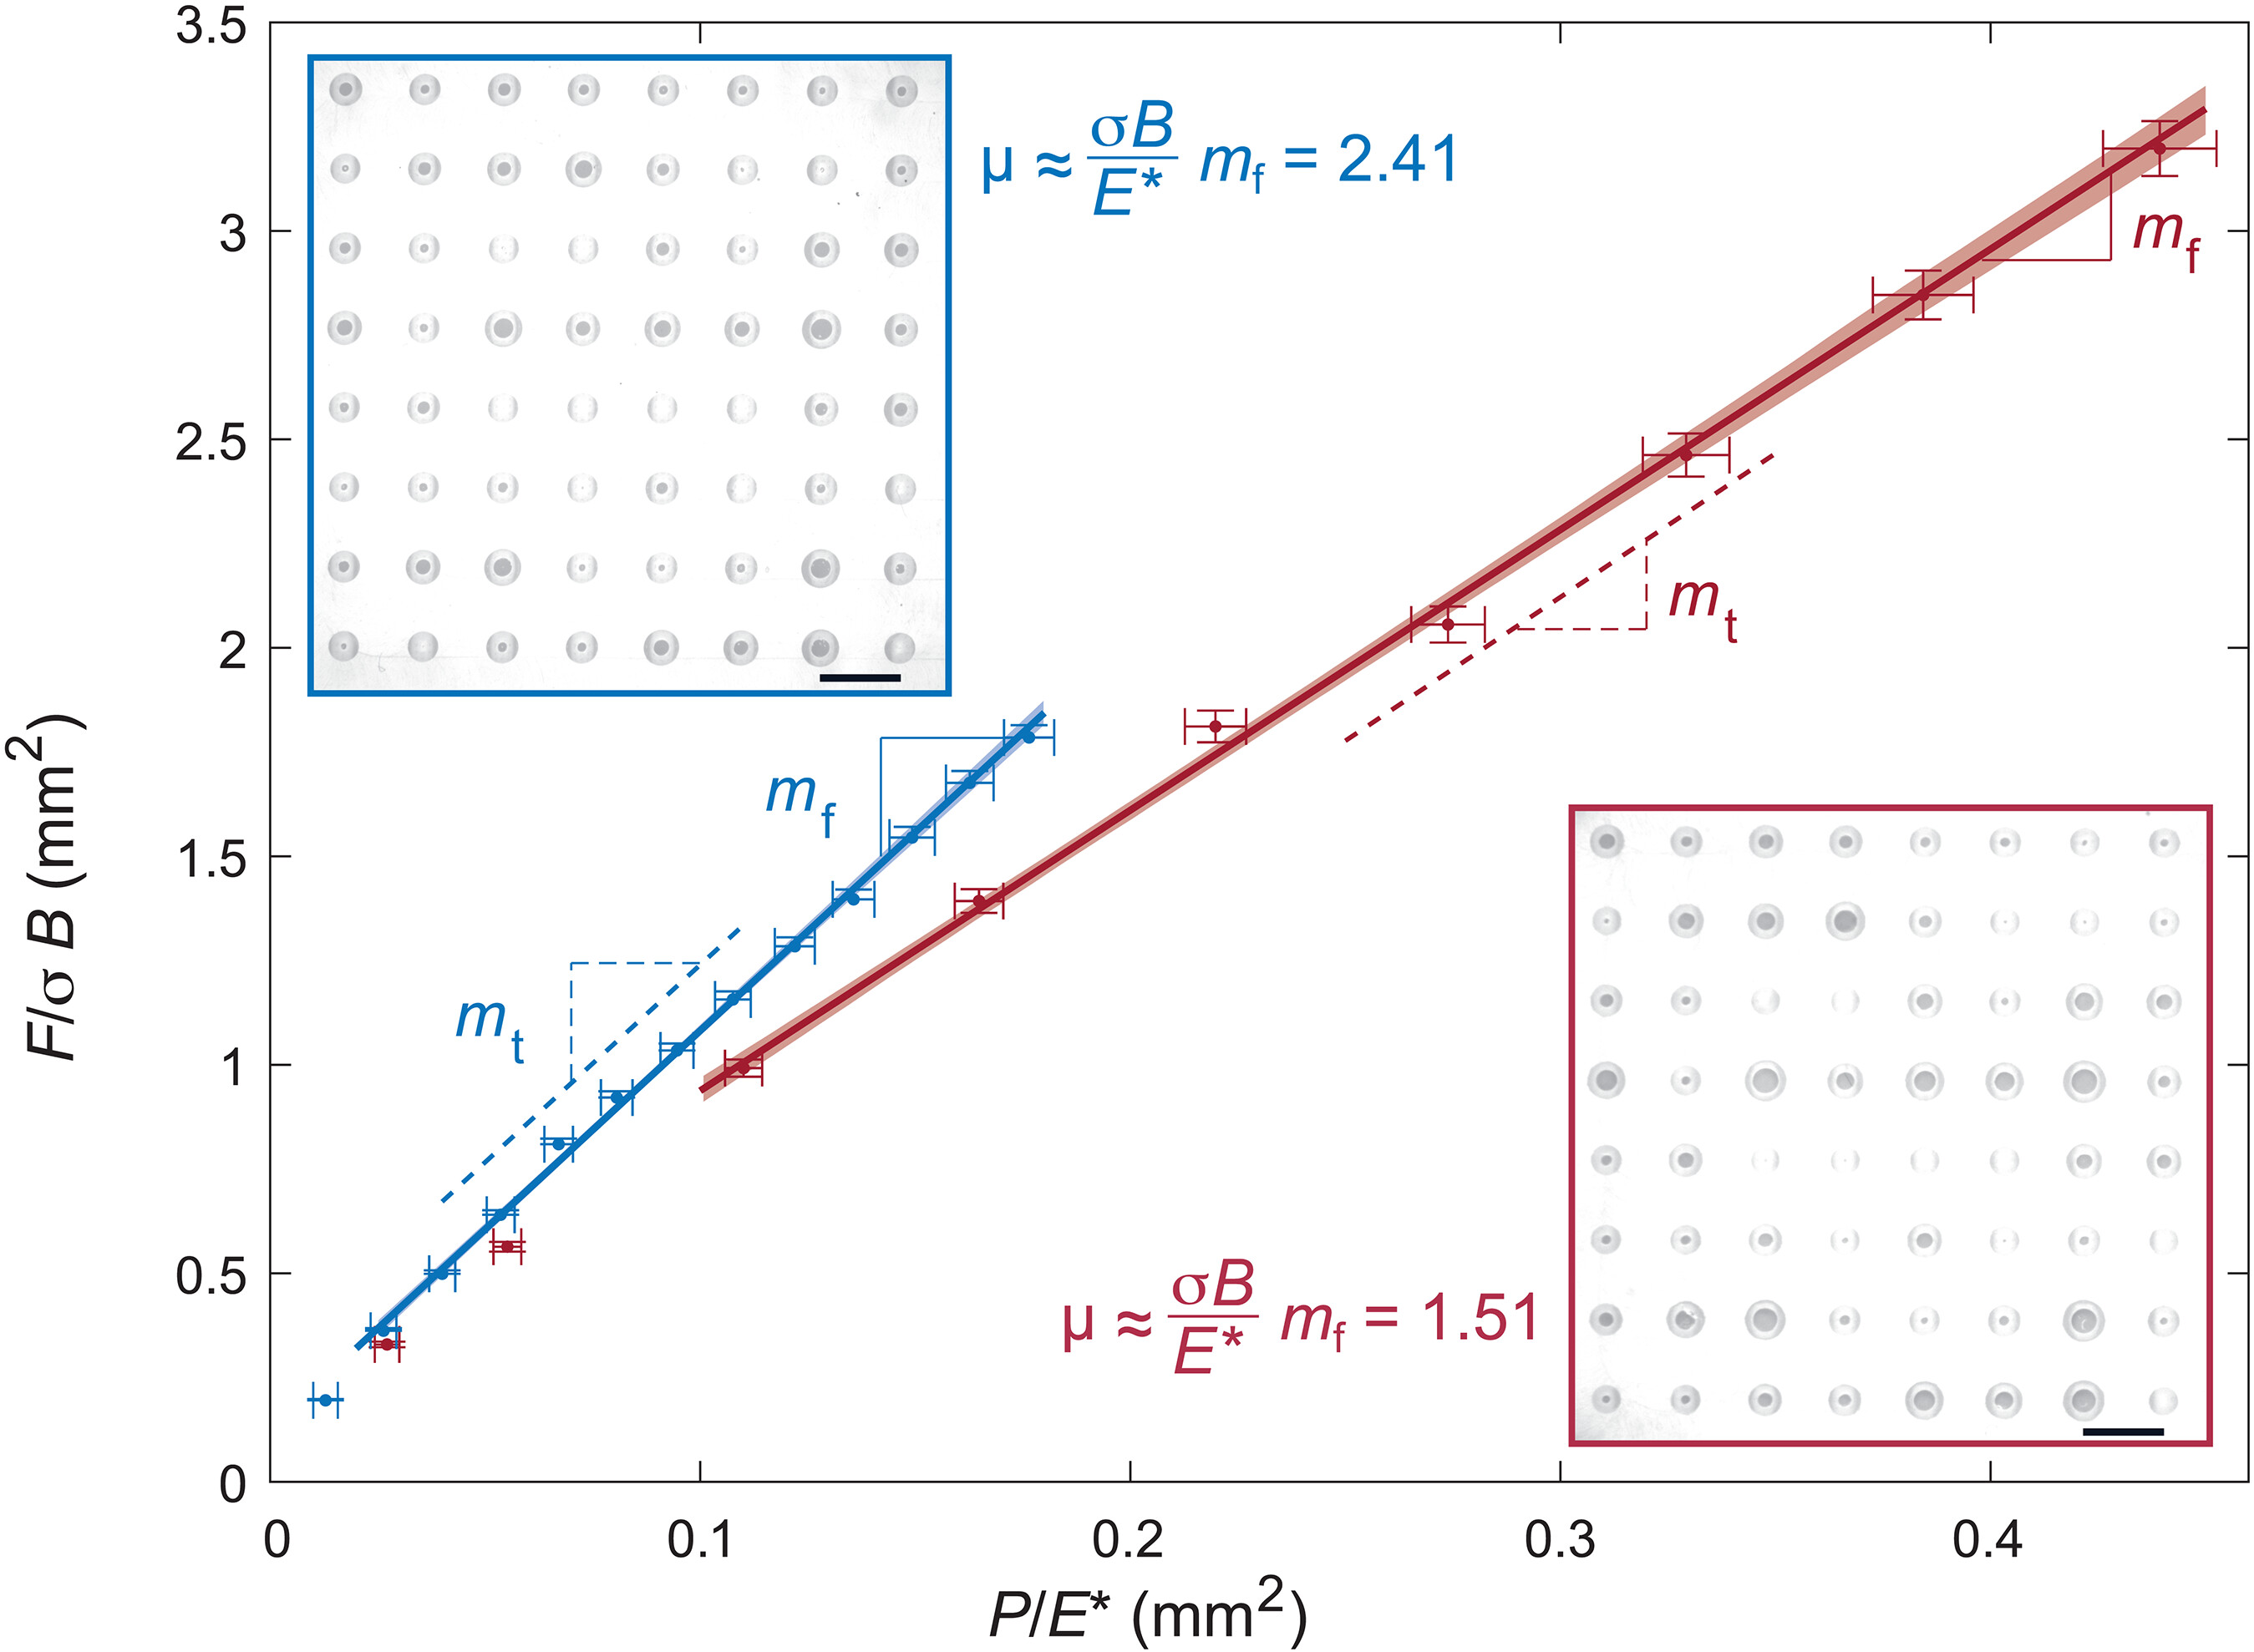 3.5
3
2.5
2
1.5
1
0.5
0
F/σ B (mm²)
μ ≈ σB/E* m_f = 2.41
m_f
m_t
m_f
m_t
μ ≈ σB/E* m_f = 1.51
0 0.1 0.2 0.3 0.4
P/E* (mm²)